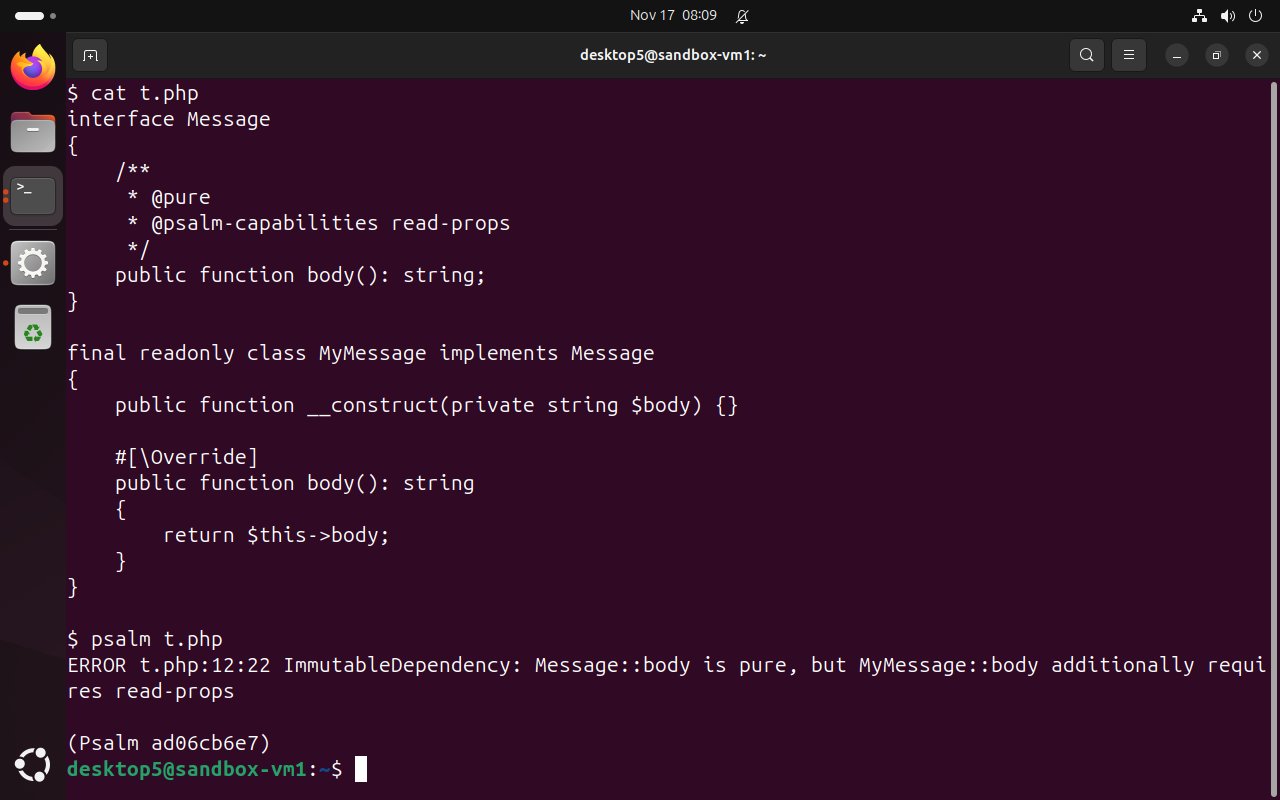 Nov 17 08:09
desktop5@sandbox-vm1: ~
$ cat t.php
interface Message
{
    /**
     * @pure
     * @psalm-capabilities read-props
     */
    public function body(): string;
}

final readonly class MyMessage implements Message
{
    public function __construct(private string $body) {}

    #[\Override]
    public function body(): string
    {
        return $this->body;
    }
}

$ psalm t.php
ERROR t.php:12:22 ImmutableDependency: Message::body is pure, but MyMessage::body additionally requi
res read-props

(Psalm ad06cb6e7)
desktop5@sandbox-vm1:~$